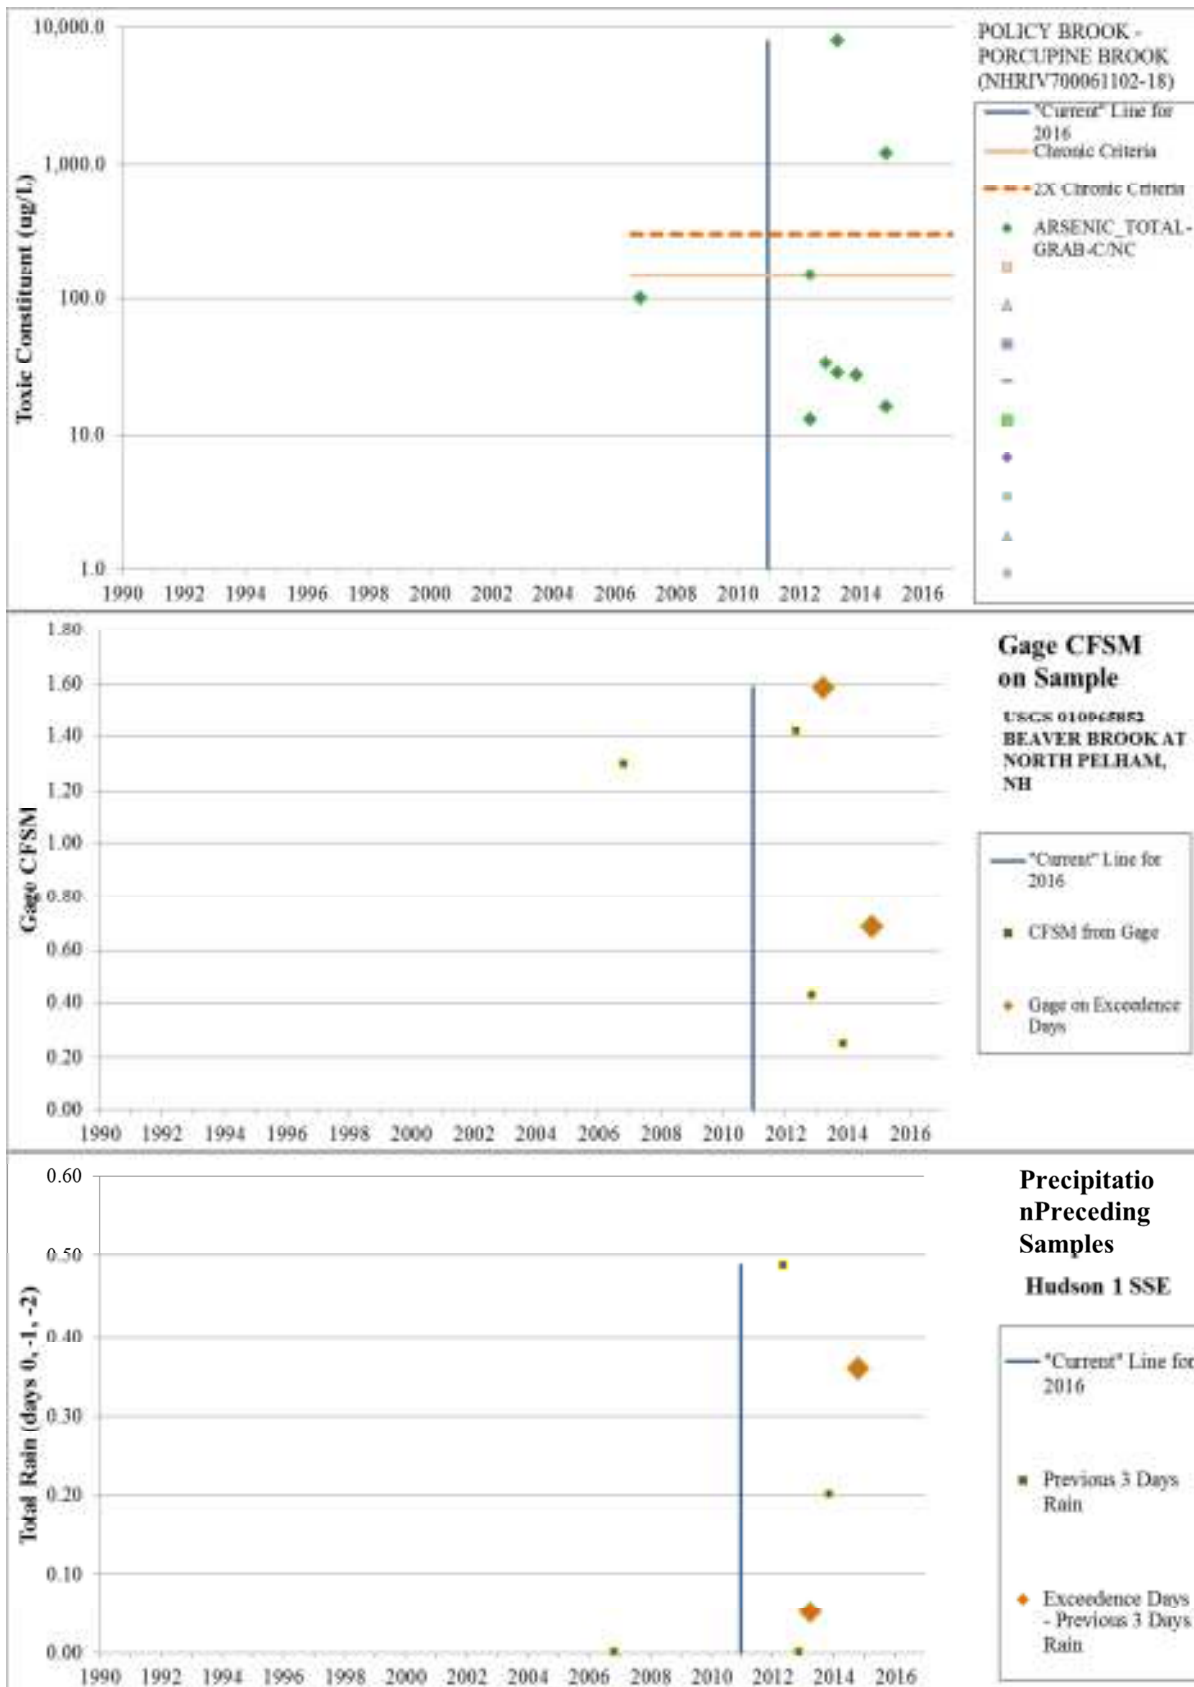 10,000.0
1,000.0
100.0
10.0
1.0
Toxic Constituent (ug/L)
1990 1992 1994 1996 1998 2000 2002 2004 2006 2008 2010 2012 2014 2016
POLICY BROOK -
PORCUPINE BROOK
(NHRIV700061102-18)
"Current" Line for
2016
Chronic Criteria
2X Chronic Criteria
ARSENIC_TOTAL-
GRAB-C/NC
1.80
1.60
1.40
1.20
1.00
0.80
0.60
0.40
0.20
0.00
Gage CFSM
1990 1992 1994 1996 1998 2000 2002 2004 2006 2008 2010 2012 2014 2016
Gage CFSM
on Sample
USGS 010965852
BEAVER BROOK AT
NORTH PELHAM,
NH
"Current" Line for
2016
CFSM from Gage
Gage on Exceedence
Days
0.60
0.50
0.40
0.30
0.20
0.10
0.00
Total Rain (days 0, -1, -2)
1990 1992 1994 1996 1998 2000 2002 2004 2006 2008 2010 2012 2014 2016
Precipitatio
nPreceding
Samples
Hudson 1 SSE
"Current" Line for
2016
Previous 3 Days
Rain
Exceedence Days
- Previous 3 Days
Rain